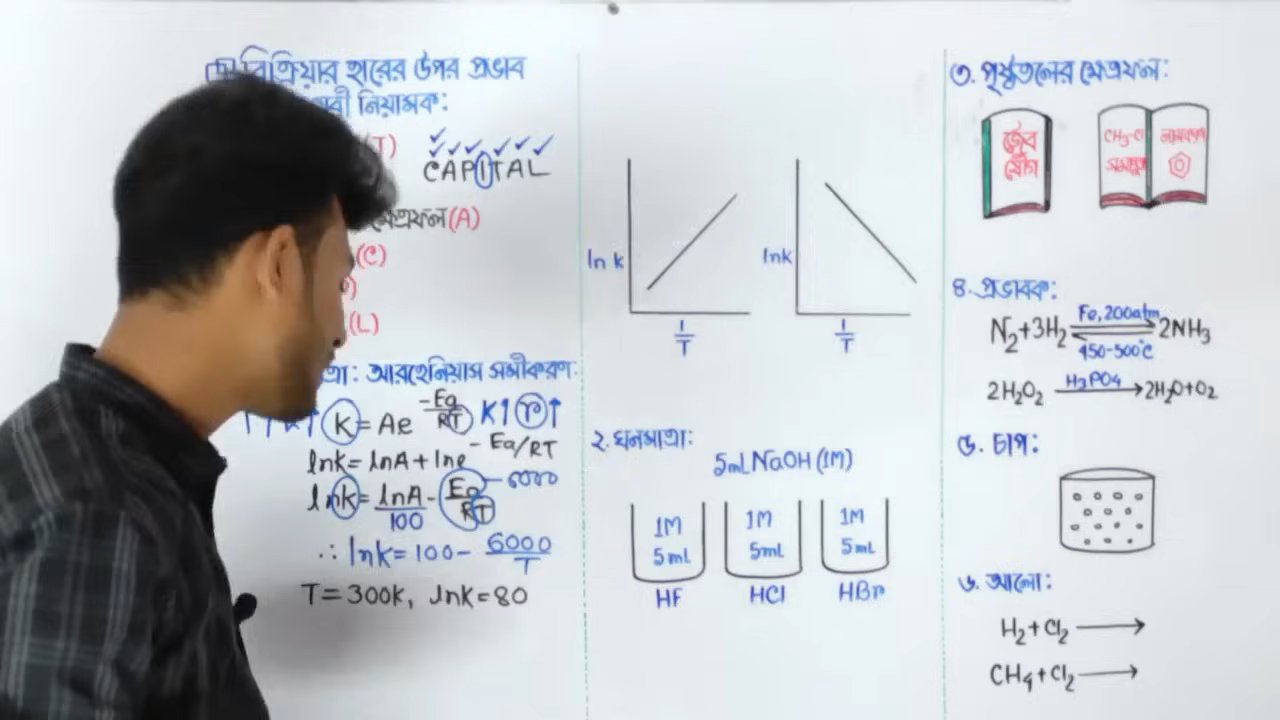 বিক্রিয়ার হারের উপর প্রভাব
নিয়ামক:
(T)
CAPITAL
(A)
(C)
(L)
আরহেনিয়াস সমীকরণ:
k = Ae^(-Ea/RT) K↑ r↑
lnk = lnA + lne^(-Ea/RT)
lnk = lnA - Ea/RT
100
6000
∴ lnk = 100 - 6000/T
T = 300K, lnk = 80
ln k
1/T
lnk
1/T
২. ঘনমাত্রা:
5mL NaOH (1M)
1M 1M 1M
5mL 5mL 5mL
HF HCl HBr
৩. পৃষ্ঠতলের ক্ষেত্রফল:
জৈব
যৌগ
CH₃-Cl
নামকরণ
৪. প্রভাবক:
Fe, 200atm
N₂+3H₂ ⇌ 2NH₃
450-500°C
H₃PO₄
2H₂O₂ → 2H₂O+O₂
৫. চাপ:
৬. আলো:
H₂+Cl₂ →
CH₄+Cl₂ →